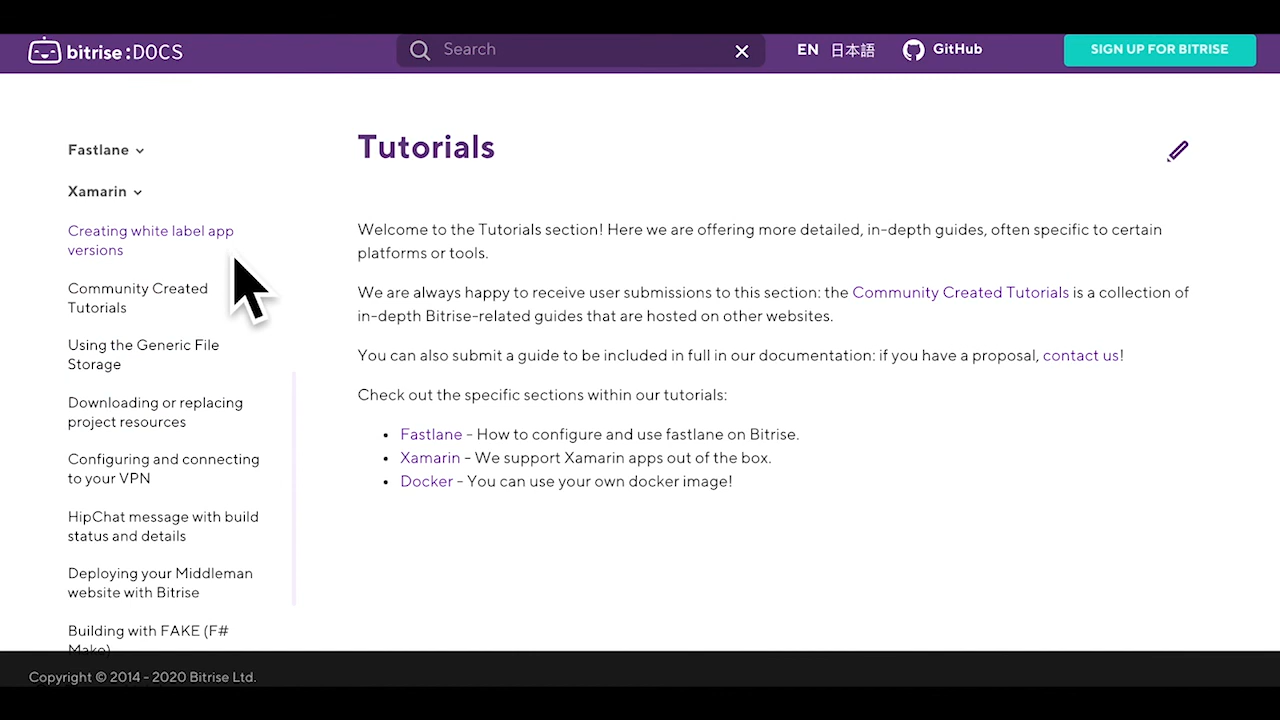 bitrise:DOCS
Search
EN 日本語 GitHub
SIGN UP FOR BITRISE
Fastlane
Xamarin
Creating white label app
versions
Community Created
Tutorials
Using the Generic File
Storage
Downloading or replacing
project resources
Configuring and connecting
to your VPN
HipChat message with build
status and details
Deploying your Middleman
website with Bitrise
Building with FAKE (F#
Make)
Tutorials
Welcome to the Tutorials section! Here we are offering more detailed, in-depth guides, often specific to certain
platforms or tools.
We are always happy to receive user submissions to this section: the Community Created Tutorials is a collection of
in-depth Bitrise-related guides that are hosted on other websites.
You can also submit a guide to be included in full in our documentation: if you have a proposal, contact us!
Check out the specific sections within our tutorials:
• Fastlane - How to configure and use fastlane on Bitrise.
• Xamarin - We support Xamarin apps out of the box.
• Docker - You can use your own docker image!
Copyright © 2014 - 2020 Bitrise Ltd.